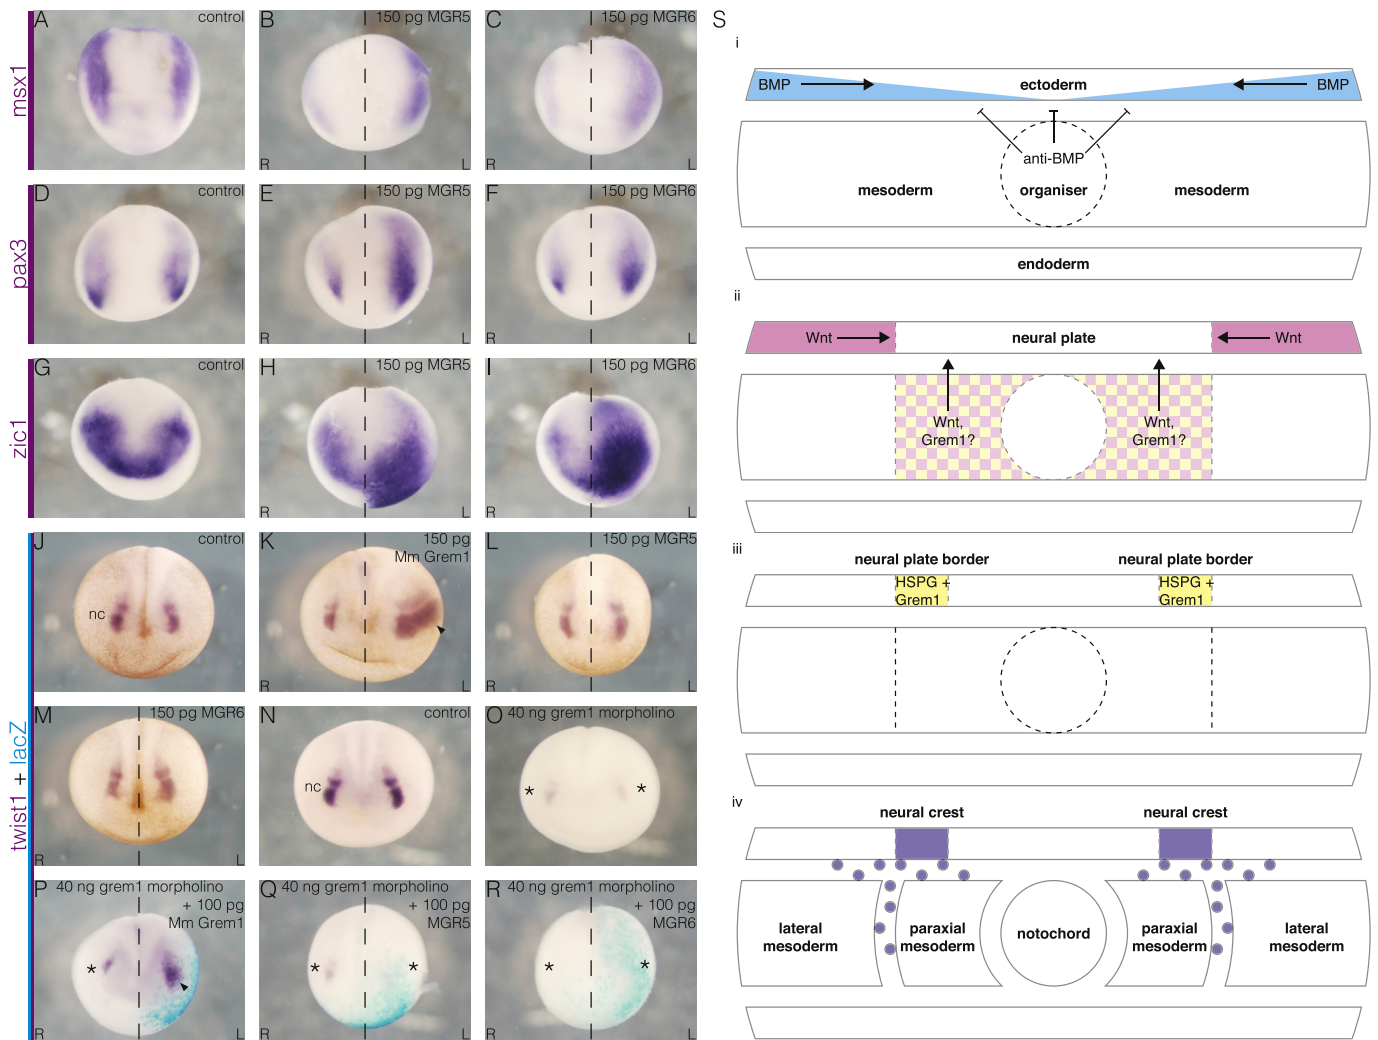 A
control
B
150 pg MGR5
C
150 pg MGR6
msx1
R
L
R
L
D
control
E
150 pg MGR5
F
150 pg MGR6
pax3
R
L
R
L
G
control
H
150 pg MGR5
I
150 pg MGR6
zic1
R
L
R
L
J
control
nc
K
150 pg
Mm Grem1
R
L
L
150 pg MGR5
R
L
twist1 + lacZ
M
150 pg MGR6
R
L
N
control
nc
O
40 ng grem1 morpholino
*
*
P
40 ng grem1 morpholino
+ 100 pg
Mm Grem1
*
R
L
Q
40 ng grem1 morpholino
+ 100 pg
MGR5
*
*
R
L
R
40 ng grem1 morpholino
+ 100 pg
MGR6
*
*
R
L
S
i
BMP
ectoderm
BMP
anti-BMP
mesoderm
organiser
mesoderm
endoderm
ii
Wnt
neural plate
Wnt
Wnt,
Grem1?
Wnt,
Grem1?
iii
neural plate border
neural plate border
HSPG +
Grem1
HSPG +
Grem1
iv
neural crest
neural crest
lateral
mesoderm
paraxial
mesoderm
notochord
paraxial
mesoderm
lateral
mesoderm